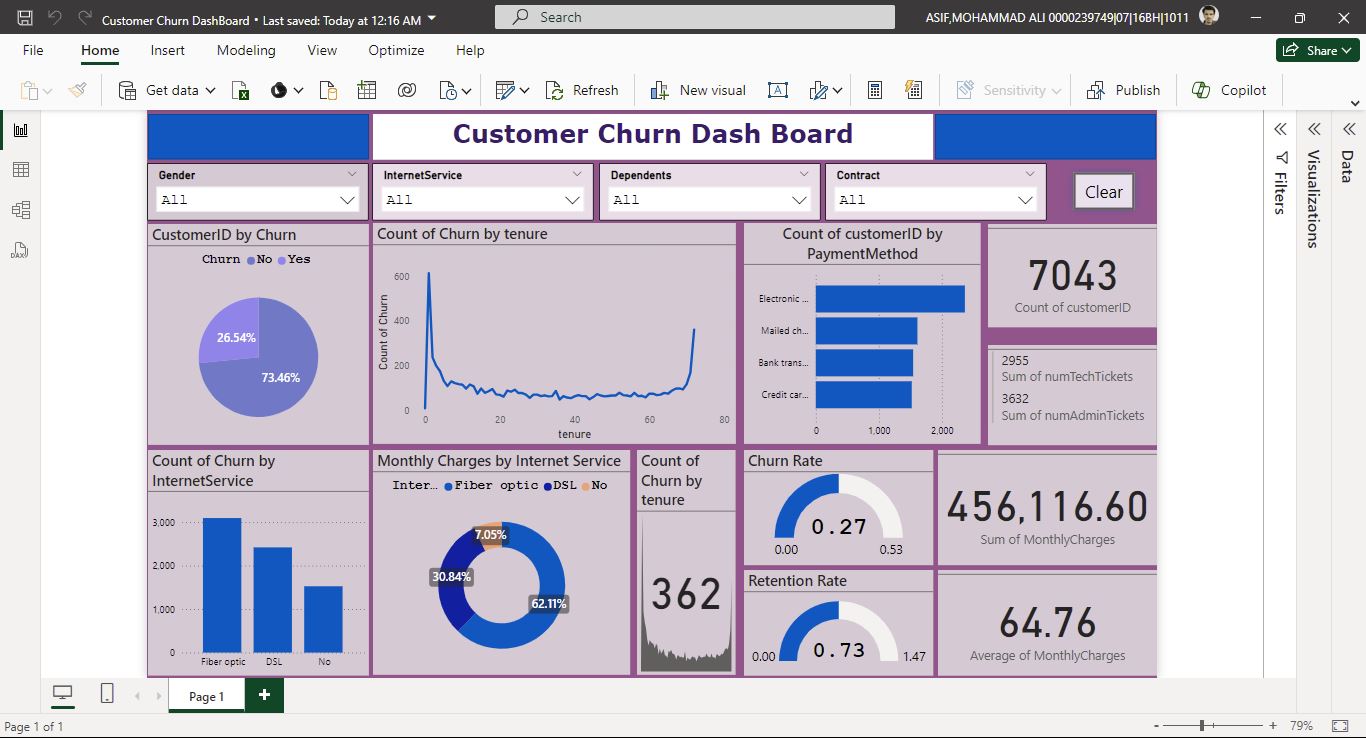 Customer Churn DashBoard • Last saved: Today at 12:16 AM
Search
ASIF,MOHAMMAD ALI 0000239749|07|16BH|1011
File
Home
Insert
Modeling
View
Optimize
Help
Share
Get data
Refresh
New visual
Sensitivity
Publish
Copilot
Customer Churn Dash Board
Gender
All
InternetService
All
Dependents
All
Contract
All
Clear
CustomerID by Churn
Churn No Yes
26.54%
73.46%
Count of Churn by tenure
Count of Churn
600
400
200
0
0 20 40 60 80
tenure
Count of customerID by
PaymentMethod
Electronic ...
Mailed ch...
Bank trans...
Credit car...
0 1,000 2,000
7043
Count of customerID
2955
Sum of numTechTickets
3632
Sum of numAdminTickets
Count of Churn by
InternetService
3,000
2,000
1,000
0
Fiber optic DSL No
Monthly Charges by Internet Service
Inter... Fiber optic DSL No
7.05%
30.84%
62.11%
Count of
Churn by
tenure
362
Churn Rate
0.27
0.00 0.53
Retention Rate
0.73
0.00 1.47
456,116.60
Sum of MonthlyCharges
64.76
Average of MonthlyCharges
Filters
Visualizations
Data
DAX
Page 1
+
Page 1 of 1
- + 79%